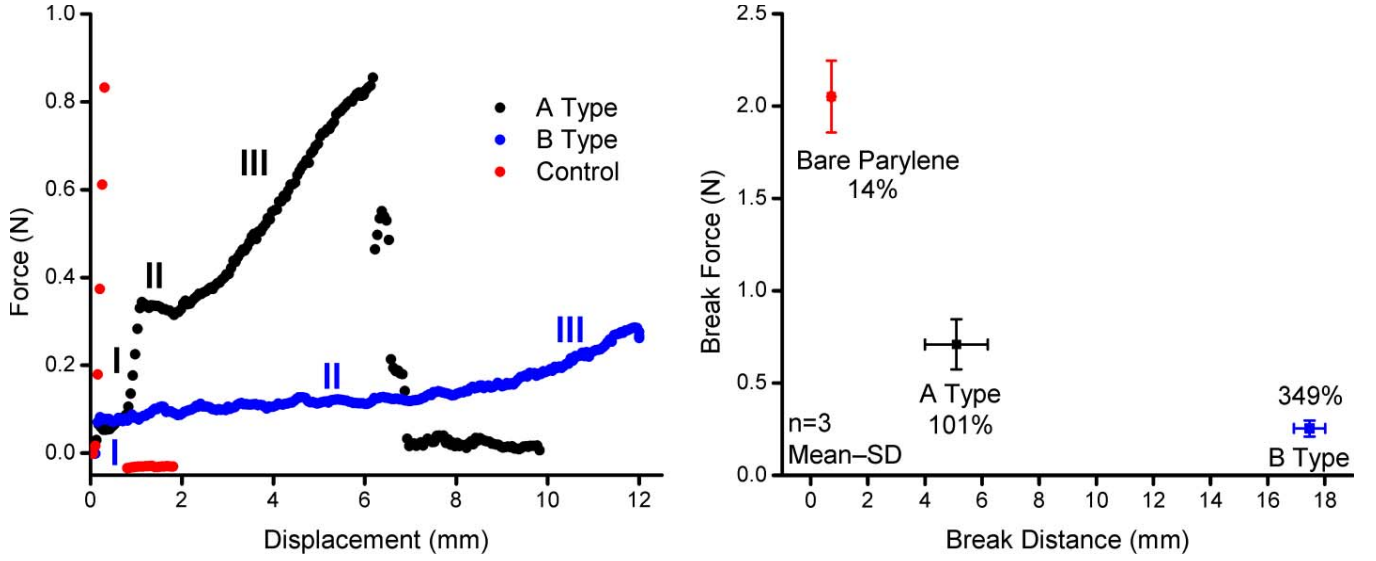 1.0
0.8
0.6
0.4
0.2
0.0
Force (N)
0 2 4 6 8 10 12
Displacement (mm)
A Type
B Type
Control
I
II
III
I
II
III
2.5
2.0
1.5
1.0
0.5
0.0
Break Force (N)
0 2 4 6 8 10 12 14 16 18
Break Distance (mm)
Bare Parylene
14%
A Type
101%
349%
B Type
n=3
Mean–SD